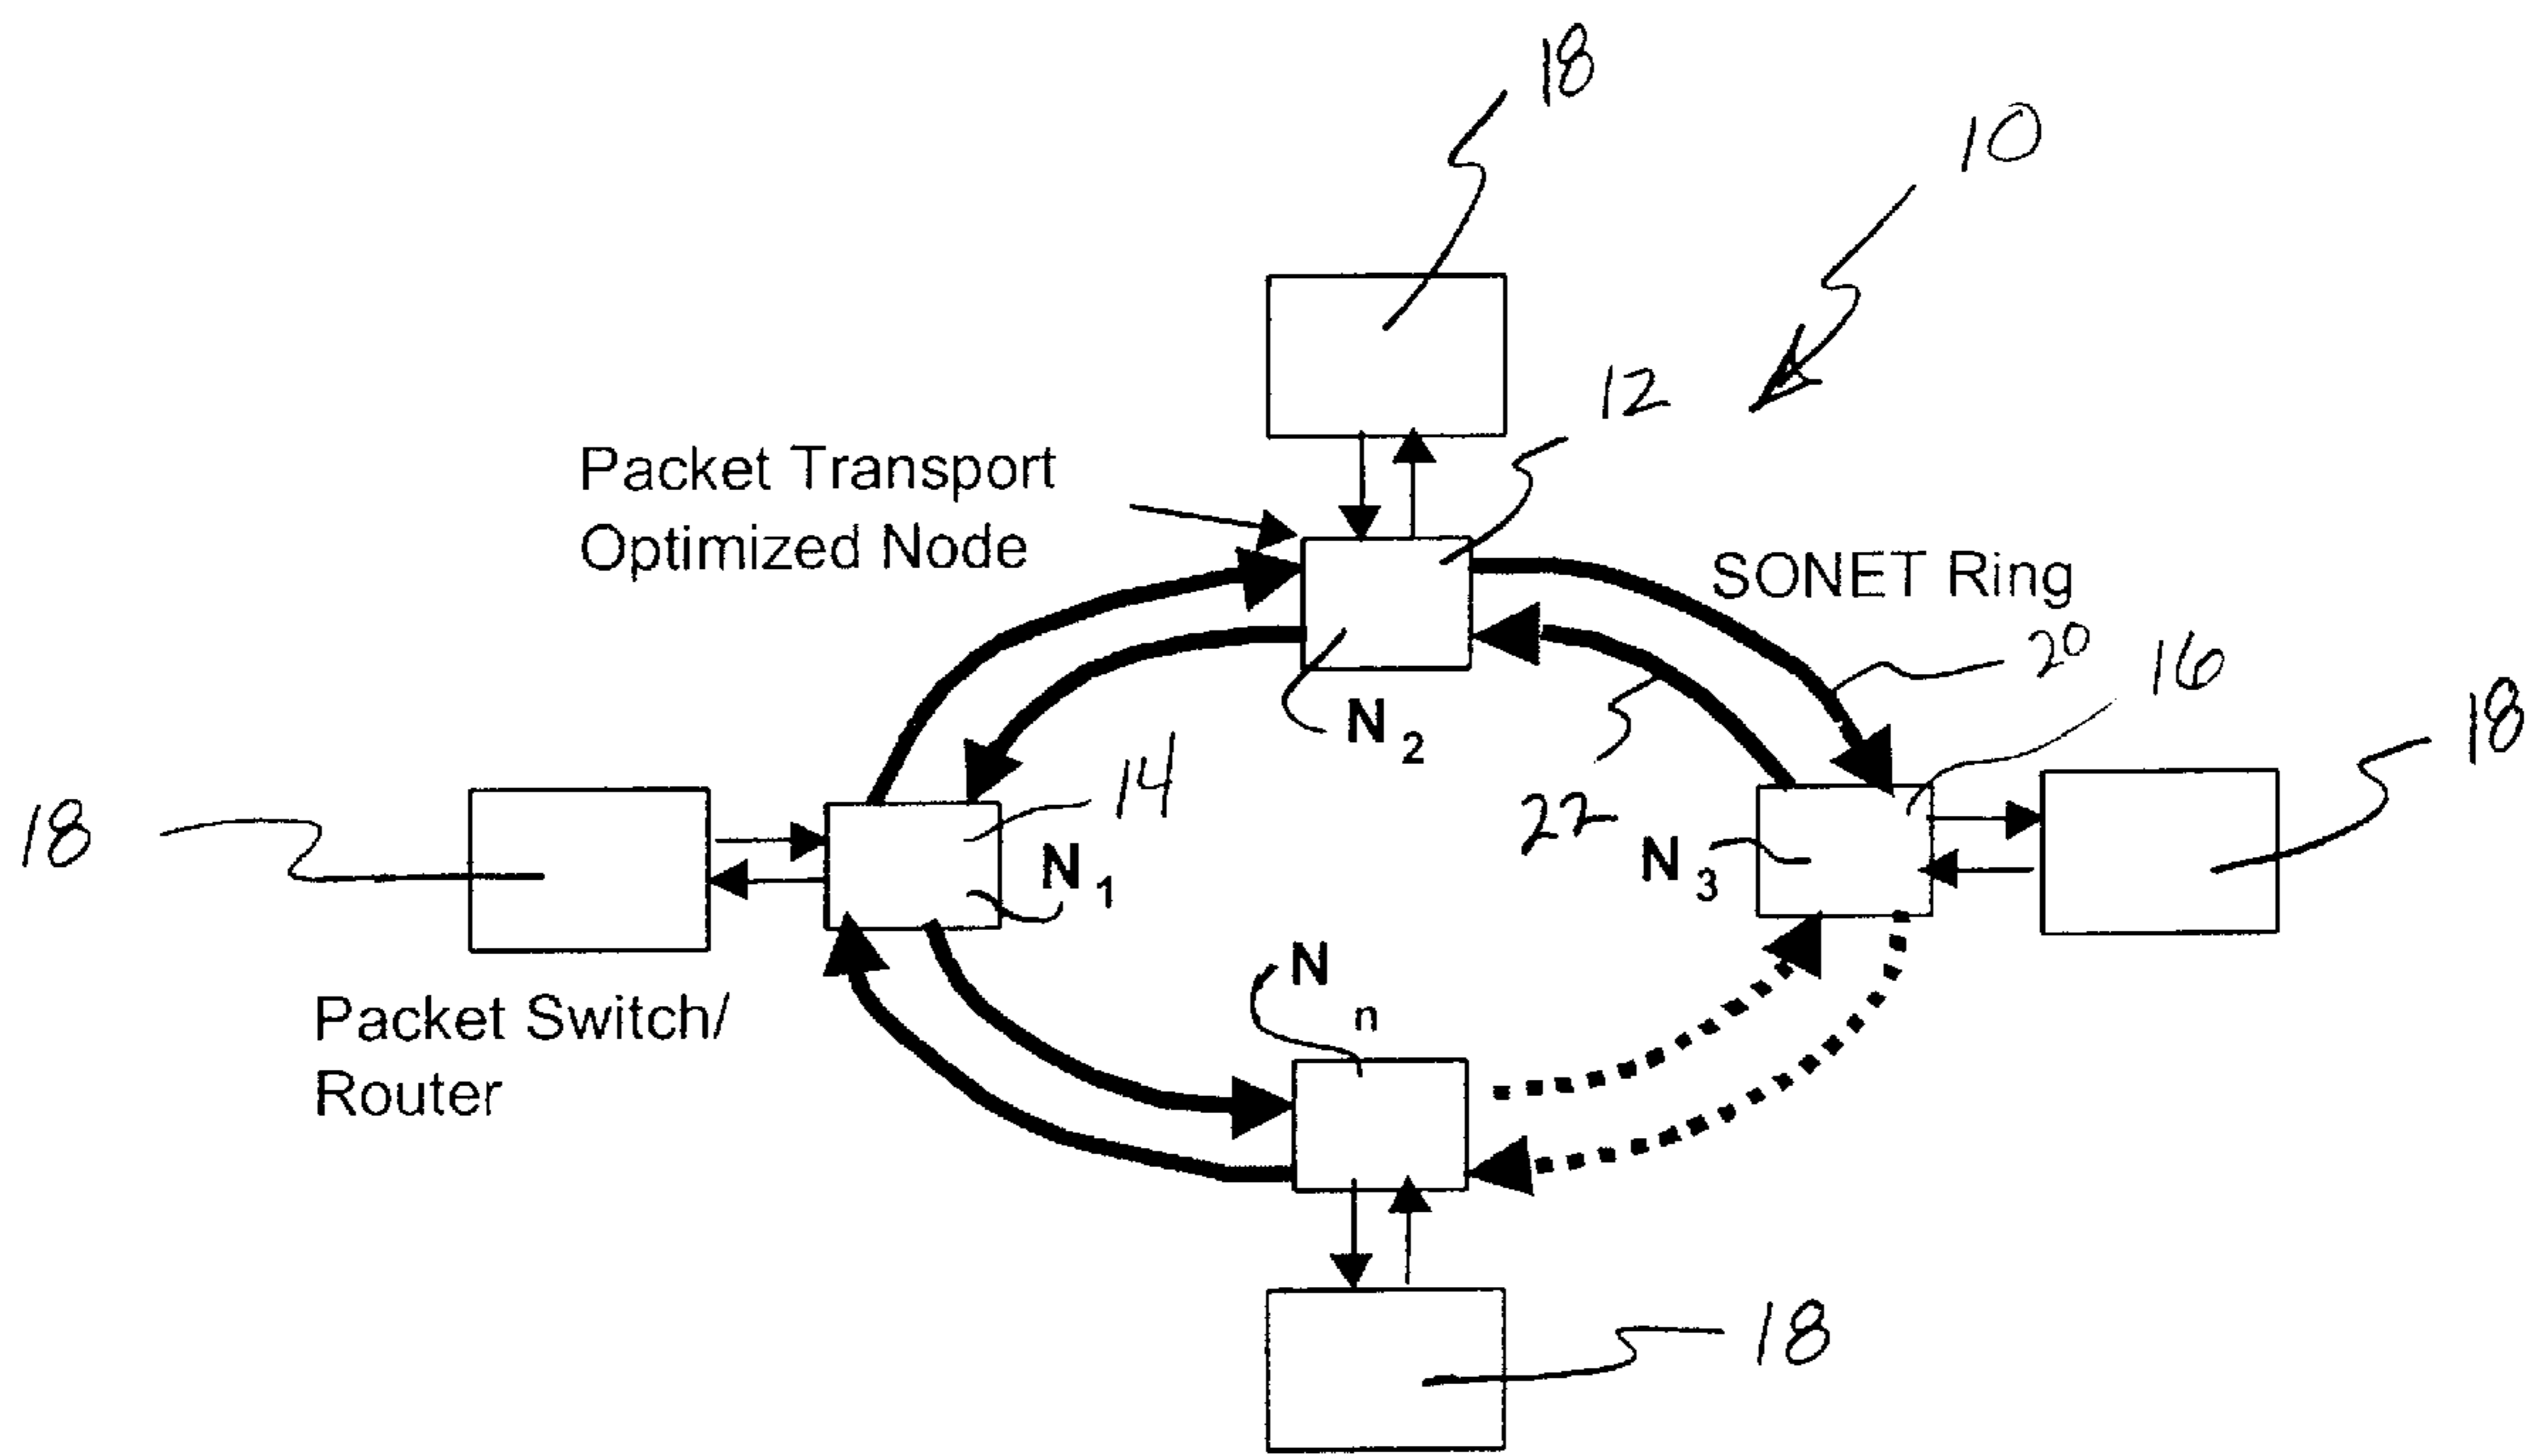 18
10
12
Packet Transport
Optimized Node
SONET Ring
20
16
N2
18
14
22
18
N1
N3
N
n
Packet Switch/
Router
18